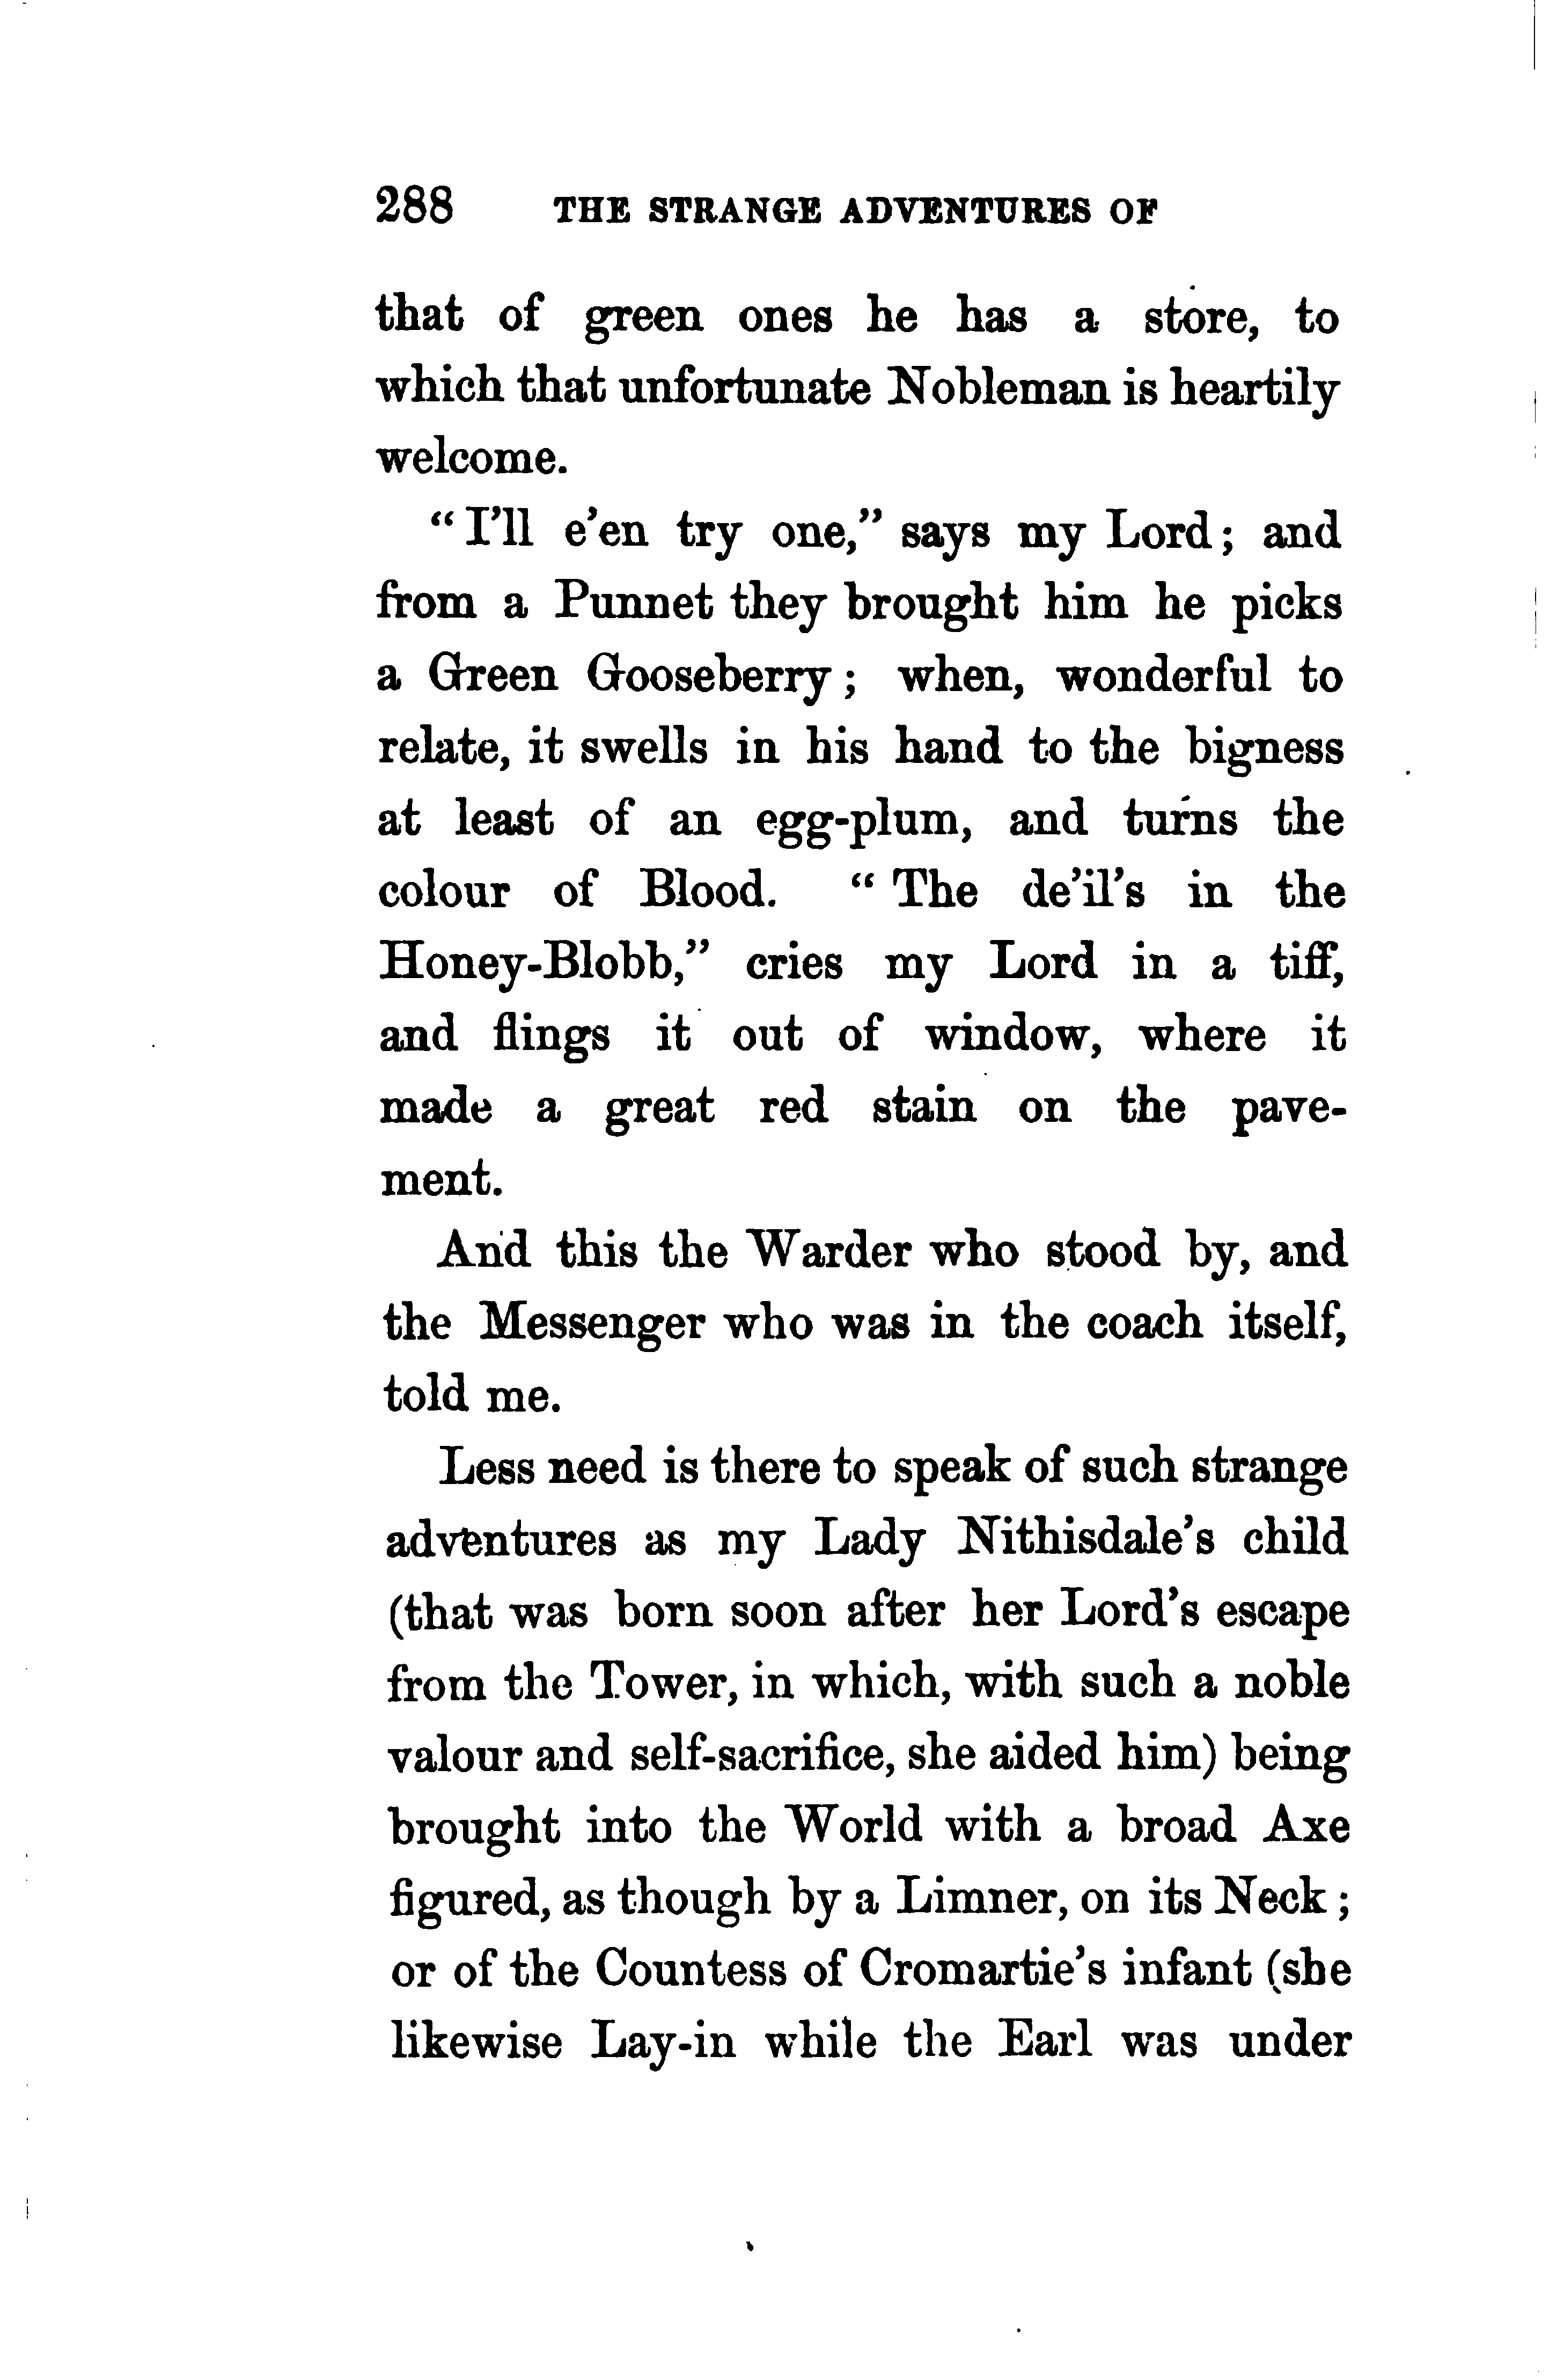 288 THE STRANGE ADVENTURES OF
that of green ones he has a store, to
which that unfortunate Nobleman is heartily
welcome.
“I’ll e’en try one,” says my Lord; and
from a Punnet they brought him he picks
a Green Gooseberry; when, wonderful to
relate, it swells in his hand to the bigness
at least of an egg-plum, and turns the
colour of Blood. “The de’il’s in the
Honey-Blobb,” cries my Lord in a tiff,
and flings it out of window, where it
made a great red stain on the pave-
ment.
And this the Warder who stood by, and
the Messenger who was in the coach itself,
told me.
Less need is there to speak of such strange
adventures as my Lady Nithisdale’s child
(that was born soon after her Lord’s escape
from the Tower, in which, with such a noble
valour and self-sacrifice, she aided him) being
brought into the World with a broad Axe
figured, as though by a Limner, on its Neck;
or of the Countess of Cromartie’s infant (she
likewise Lay-in while the Earl was under